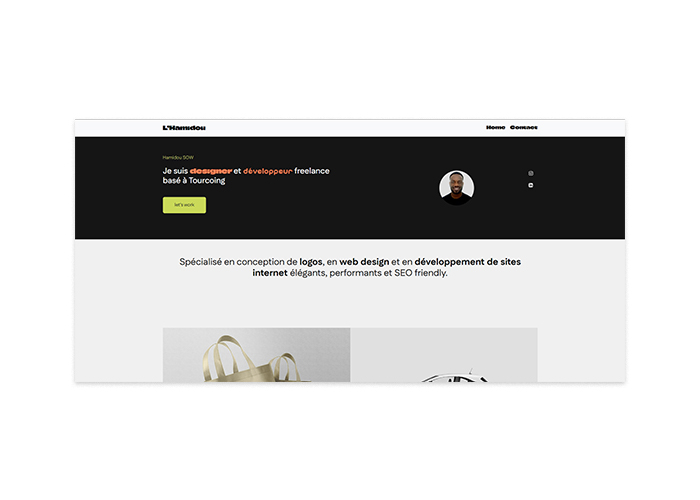 L'Hamidou
Home Contact
Hamidou SOW
Je suis designer et développeur freelance
basé à Tourcoing
let's work
Spécialisé en conception de logos, en web design et en développement de sites
internet élégants, performants et SEO friendly.